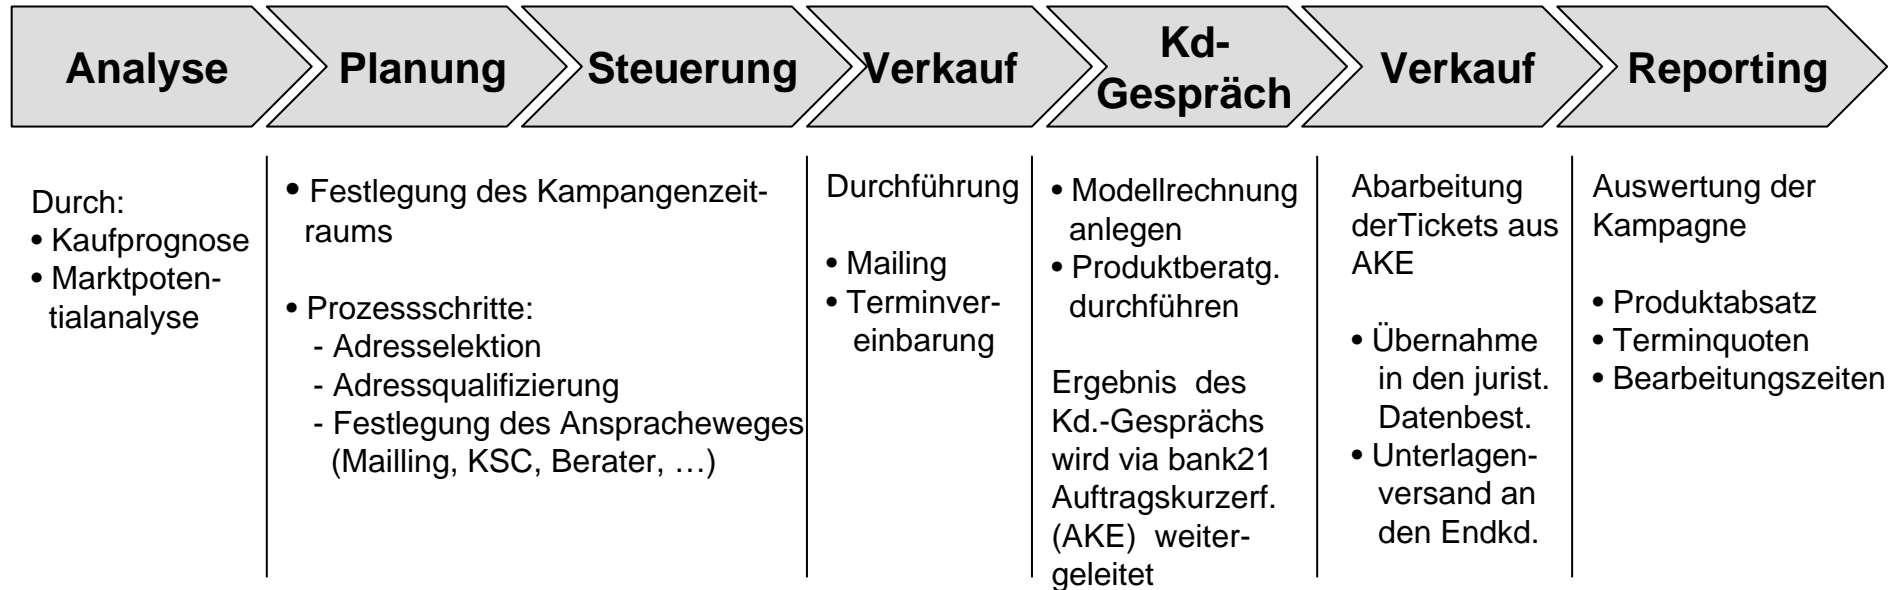 Analyse
Planung
Steuerung
Verkauf
Kd-
Gespräch
Verkauf
Reporting
Durch:
• Kaufprognose
• Marktpoten-
tialanalyse
• Festlegung des Kampangenzeit-
raums
• Prozessschritte:
- Adresselektion
- Adressqualifizierung
- Festlegung des Anspracheweges
(Mailling, KSC, Berater, …)
Durchführung
• Mailing
• Terminver-
einbarung
• Modellrechnung
anlegen
• Produktberatg.
durchführen
Ergebnis des
Kd.-Gesprächs
wird via bank21
Auftragskurzerf.
(AKE) weiter-
geleitet
Abarbeitung
derTickets aus
AKE
• Übernahme
in den jurist.
Datenbest.
• Unterlagen-
versand an
den Endkd.
Auswertung der
Kampagne
• Produktabsatz
• Terminquoten
• Bearbeitungszeiten